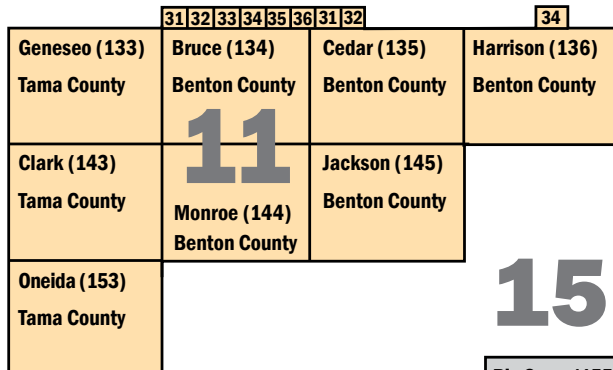 31 32 33 34 35 36 31 32 34
Geneseo (133)
Tama County
Bruce (134)
Benton County
Cedar (135)
Benton County
Harrison (136)
Benton County
11
Clark (143)
Tama County
Monroe (144)
Benton County
Jackson (145)
Benton County
Oneida (153)
Tama County
15